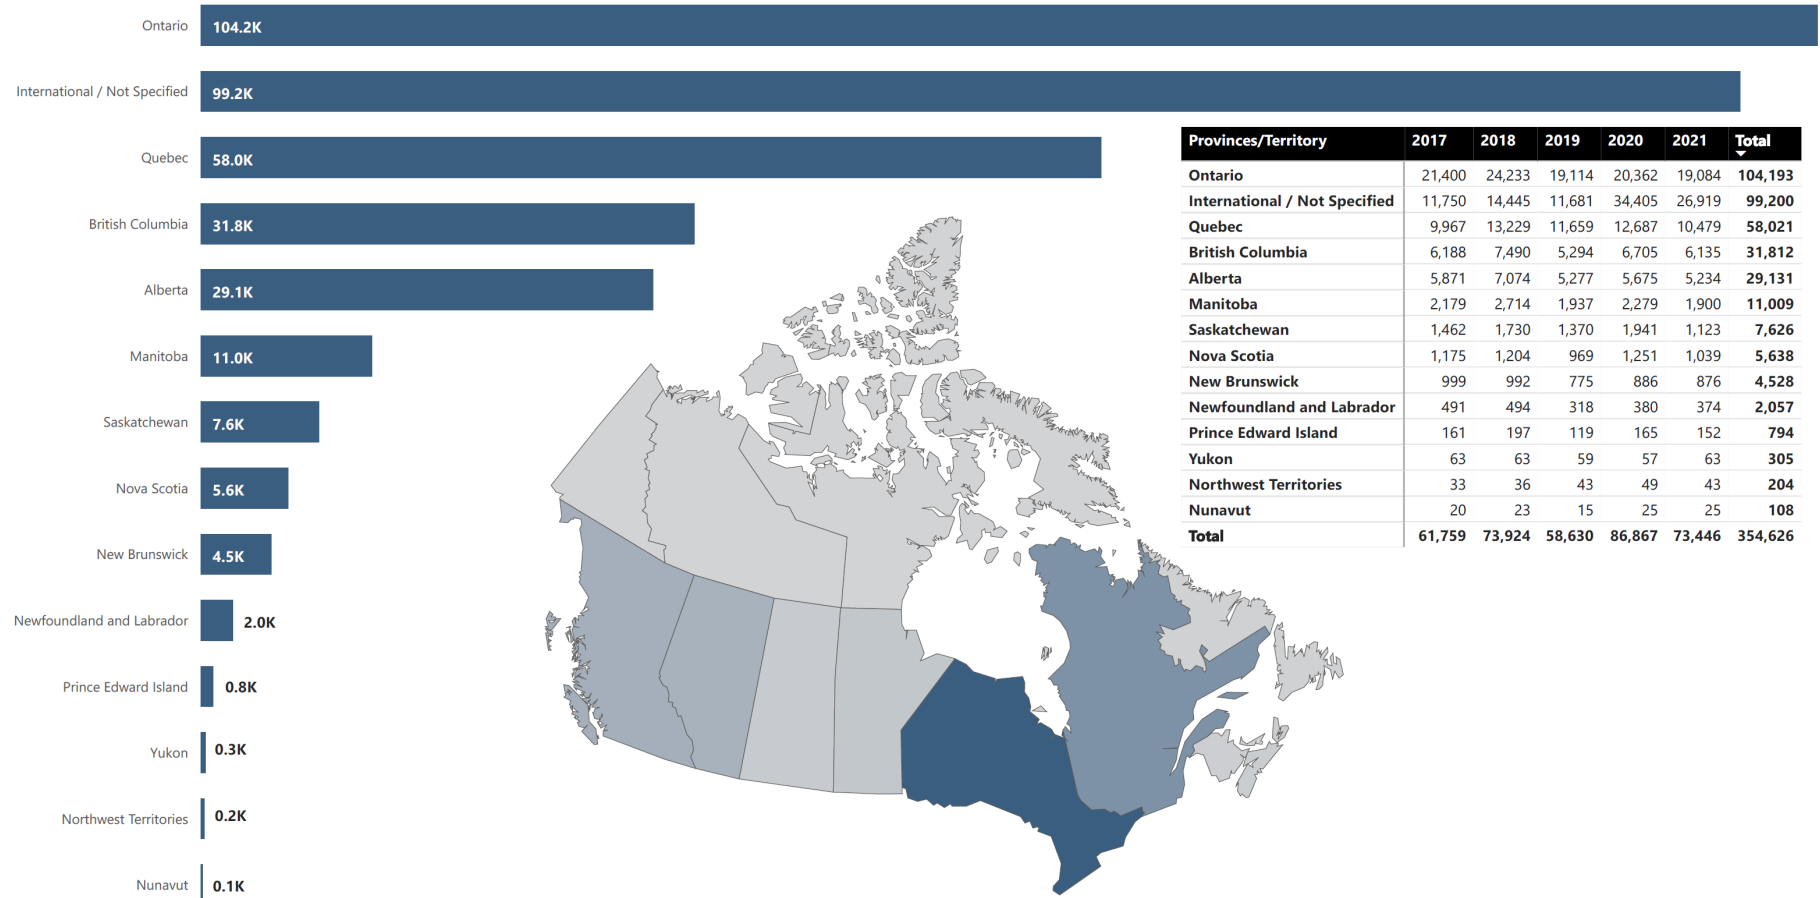 Ontario 104.2K
International / Not Specified 99.2K
Quebec 58.0K
British Columbia 31.8K
Alberta 29.1K
Manitoba 11.0K
Saskatchewan 7.6K
Nova Scotia 5.6K
New Brunswick 4.5K
Newfoundland and Labrador 2.0K
Prince Edward Island 0.8K
Yukon 0.3K
Northwest Territories 0.2K
Nunavut 0.1K
Provinces/Territory 2017 2018 2019 2020 2021 Total
Ontario 21,400 24,233 19,114 20,362 19,084 104,193
International / Not Specified 11,750 14,445 11,681 34,405 26,919 99,200
Quebec 9,967 13,229 11,659 12,687 10,479 58,021
British Columbia 6,188 7,490 5,294 6,705 6,135 31,812
Alberta 5,871 7,074 5,277 5,675 5,234 29,131
Manitoba 2,179 2,714 1,937 2,279 1,900 11,009
Saskatchewan 1,462 1,730 1,370 1,941 1,123 7,626
Nova Scotia 1,175 1,204 969 1,251 1,039 5,638
New Brunswick 999 992 775 886 876 4,528
Newfoundland and Labrador 491 494 318 380 374 2,057
Prince Edward Island 161 197 119 165 152 794
Yukon 63 63 59 57 63 305
Northwest Territories 33 36 43 49 43 204
Nunavut 20 23 15 25 25 108
Total 61,759 73,924 58,630 86,867 73,446 354,626